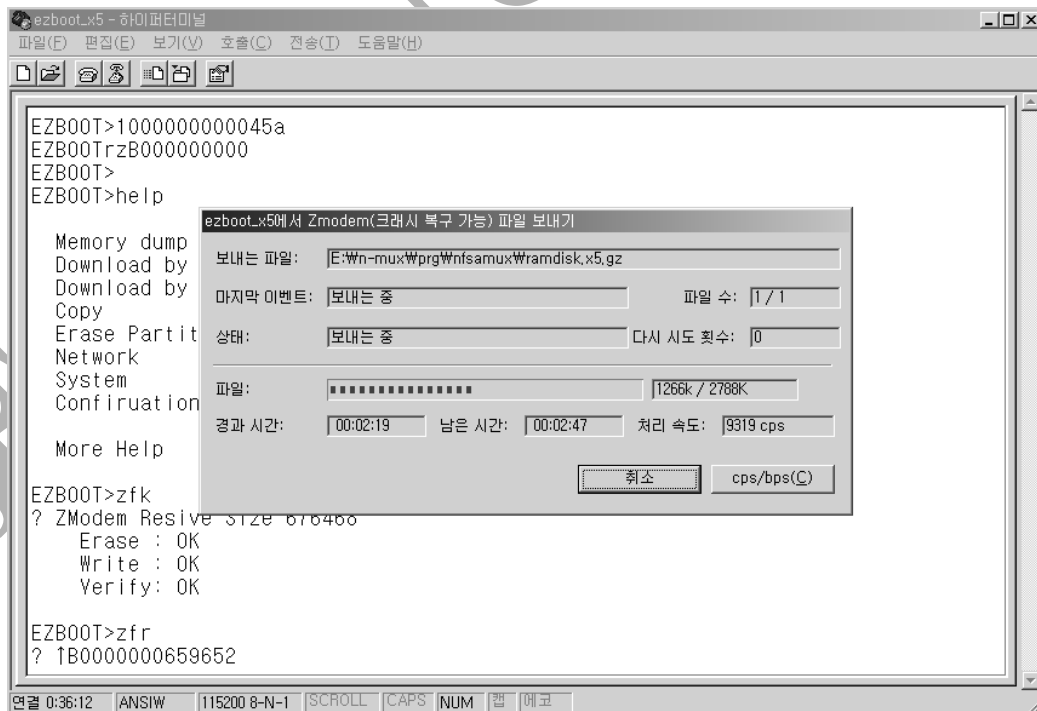 ezboot_x5 - 하이퍼터미널
파일(F) 편집(E) 보기(V) 호출(C) 전송(T) 도움말(H)
EZBOOT>1000000000045a
EZBOOTrzB000000000
EZBOOT>
EZBOOT>help
Memory dump
Download by
Download by
Copy
Erase Partit
Network
System
Confiruation
More Help
EZBOOT>zfk
? ZModem Resive Size 676468
Erase : OK
Write : OK
Verify: OK
EZBOOT>zfr
? ↑B0000000659652
ezboot_x5에서 Zmodem(크래시 복구 가능) 파일 보내기
보내는 파일: E:₩n-mux₩prg₩nfsamux₩ramdisk.x5.gz
마지막 이벤트: 보내는 중 파일 수: 1 / 1
상태: 보내는 중 다시 시도 횟수: 0
파일: 1266k / 2788K
경과 시간: 00:02:19 남은 시간: 00:02:47 처리 속도: 9319 cps
취소 cps/bps(C)
연결 0:36:12 ANSIW 115200 8-N-1 SCROLL CAPS NUM 캡 에코